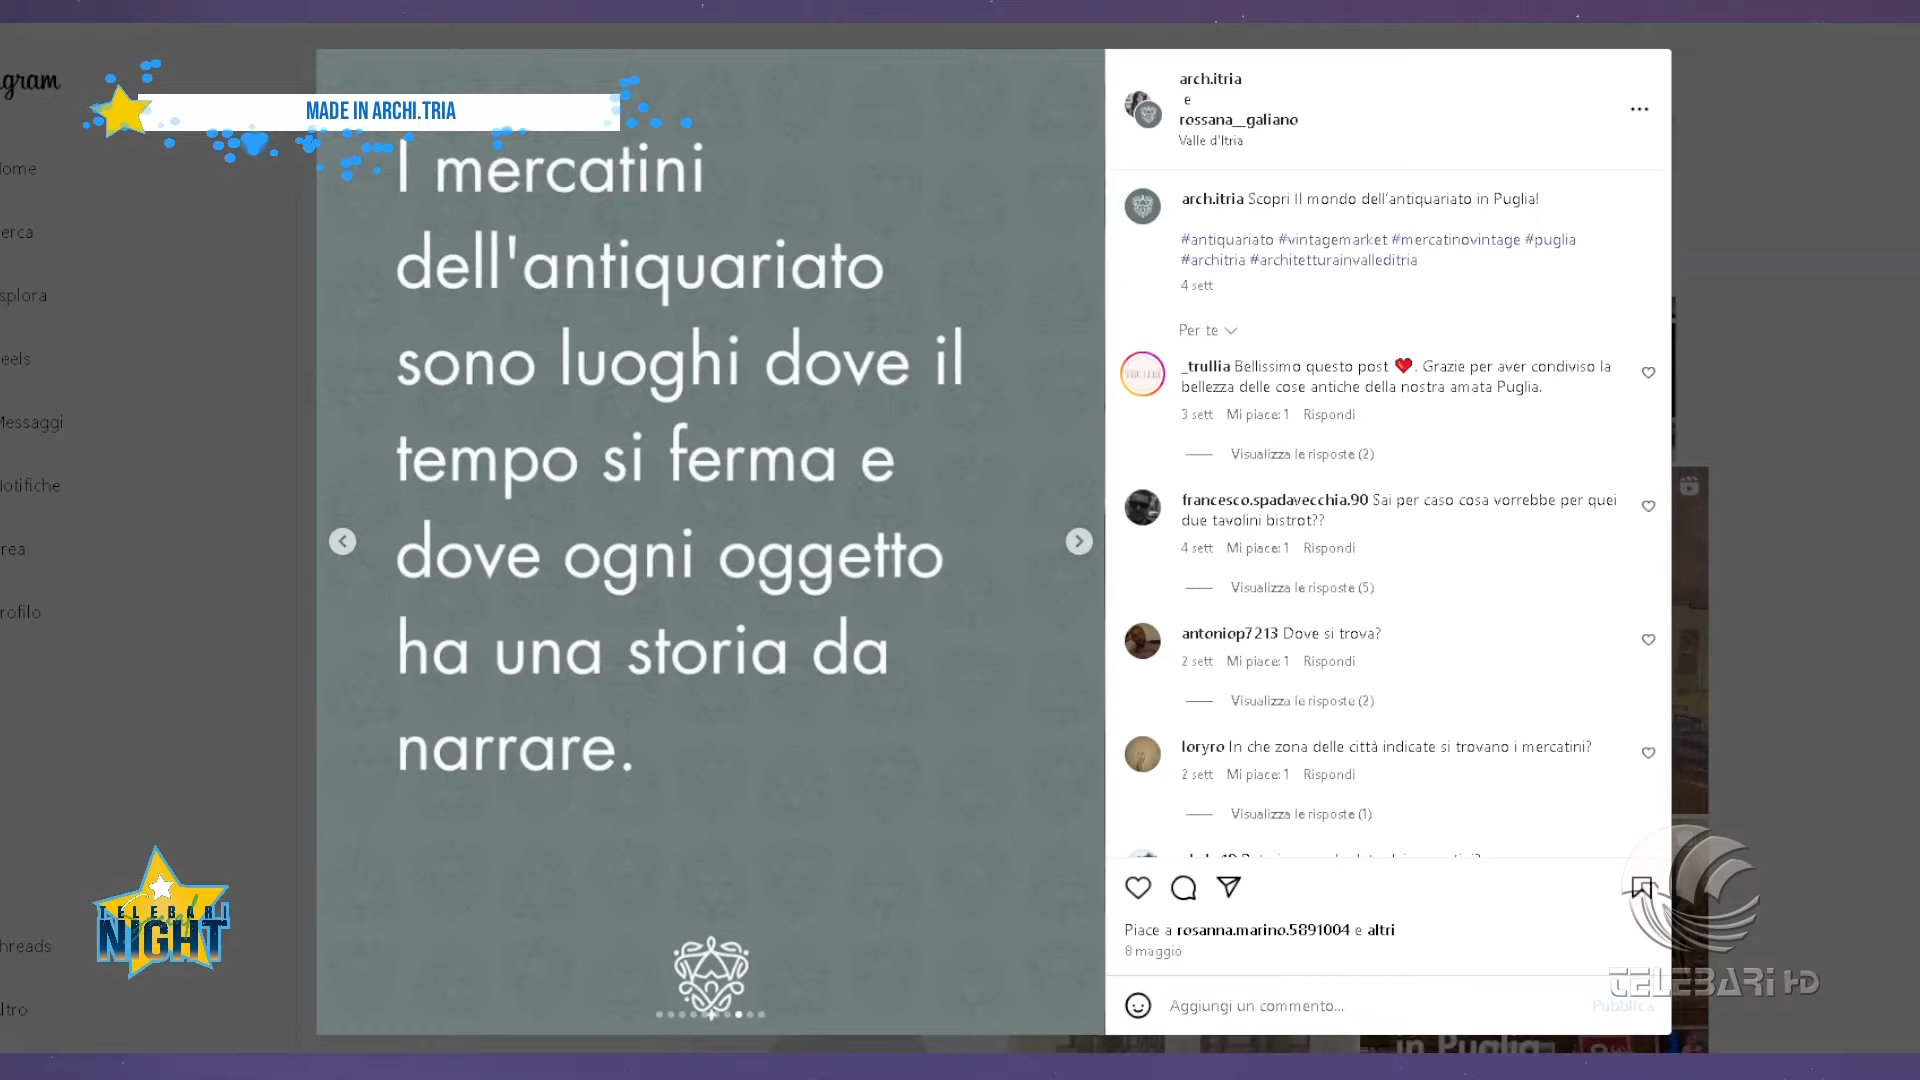 gram
MADE IN ARCHI.TRIA
I mercatini
dell'antiquariato
sono luoghi dove il
tempo si ferma e
dove ogni oggetto
ha una storia da
narrare.
ome
erca
splora
eels
Messaggi
Notifiche
rea
rofilo
hreads
ltro
TELEBARI
NIGHT
arch.itria
e
rossana__galiano
Valle d'Itria
arch.itria Scopri Il mondo dell'antiquariato in Puglia!
#antiquariato #vintagemarket #mercatinovintage #puglia
#architria #architetturainvalleditria
4 sett
Per te
_trullia Bellissimo questo post ❤️. Grazie per aver condiviso la
bellezza delle cose antiche della nostra amata Puglia.
3 sett Mi piace: 1 Rispondi
Visualizza le risposte (2)
francesco.spadavecchia.90 Sai per caso cosa vorrebbe per quei
due tavolini bistrot??
4 sett Mi piace: 1 Rispondi
Visualizza le risposte (5)
antoniop7213 Dove si trova?
2 sett Mi piace: 1 Rispondi
Visualizza le risposte (2)
loryro In che zona delle città indicate si trovano i mercatini?
2 sett Mi piace: 1 Rispondi
Visualizza le risposte (1)
Piace a rosanna.marino.5891004 e altri
8 maggio
Aggiungi un commento...
Pubblica
TELEBARI HD
in Puglia